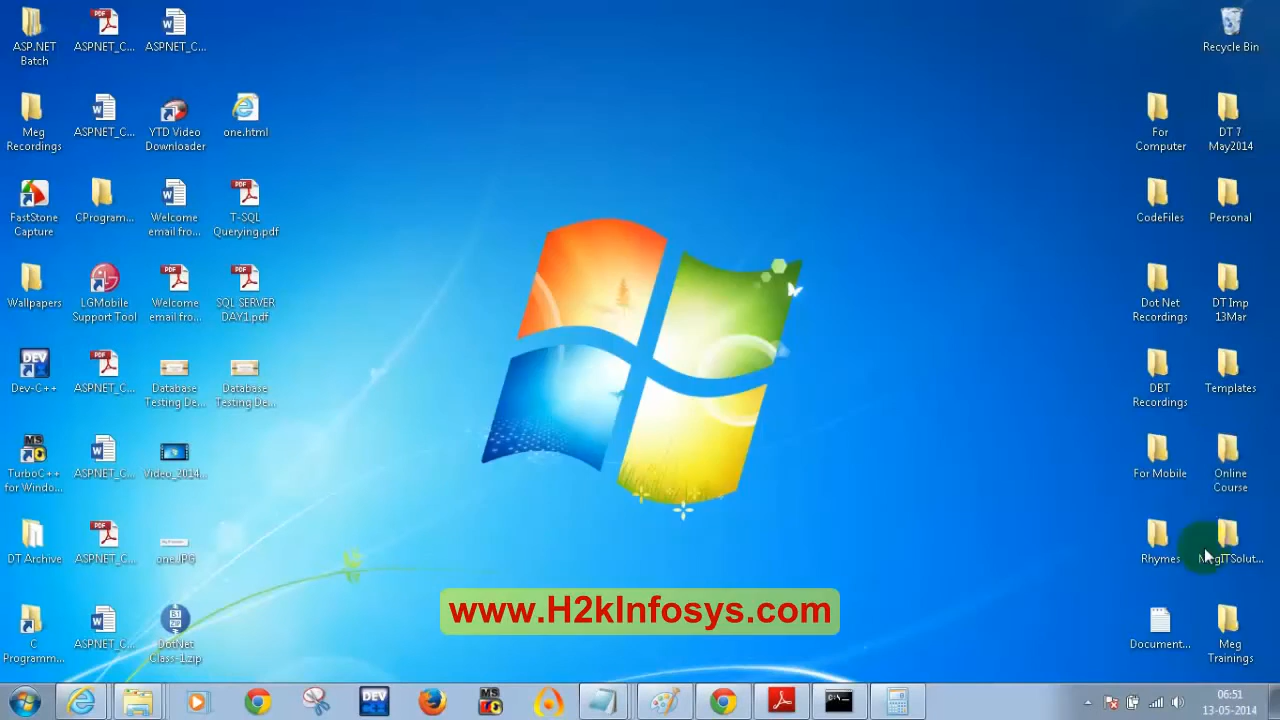 ASP.NET
Batch
ASPNET_C...
ASPNET_C...
Recycle Bin
Meg
Recordings
ASPNET_C...
YTD Video
Downloader
one.html
For
Computer
DT 7
May2014
FastStone
Capture
CProgram...
Welcome
email fro...
T-SQL
Querying.pdf
CodeFiles
Personal
Wallpapers
LGMobile
Support Tool
Welcome
email fro...
SQL SERVER
DAY1.pdf
Dot Net
Recordings
DT Imp
13Mar
Dev-C++
ASPNET_C...
Database
Testing De...
Database
Testing De...
DBT
Recordings
Templates
TurboC++
for Windo...
ASPNET_C...
Video_2014...
For Mobile
Online
Course
DT Archive
ASPNET_C...
one.JPG
Rhymes
MegITSolut...
C
Programm...
ASPNET_C...
DotNet
Class-1.zip
Document...
Meg
Trainings
www.H2kInfosys.com
06:51
13-05-2014